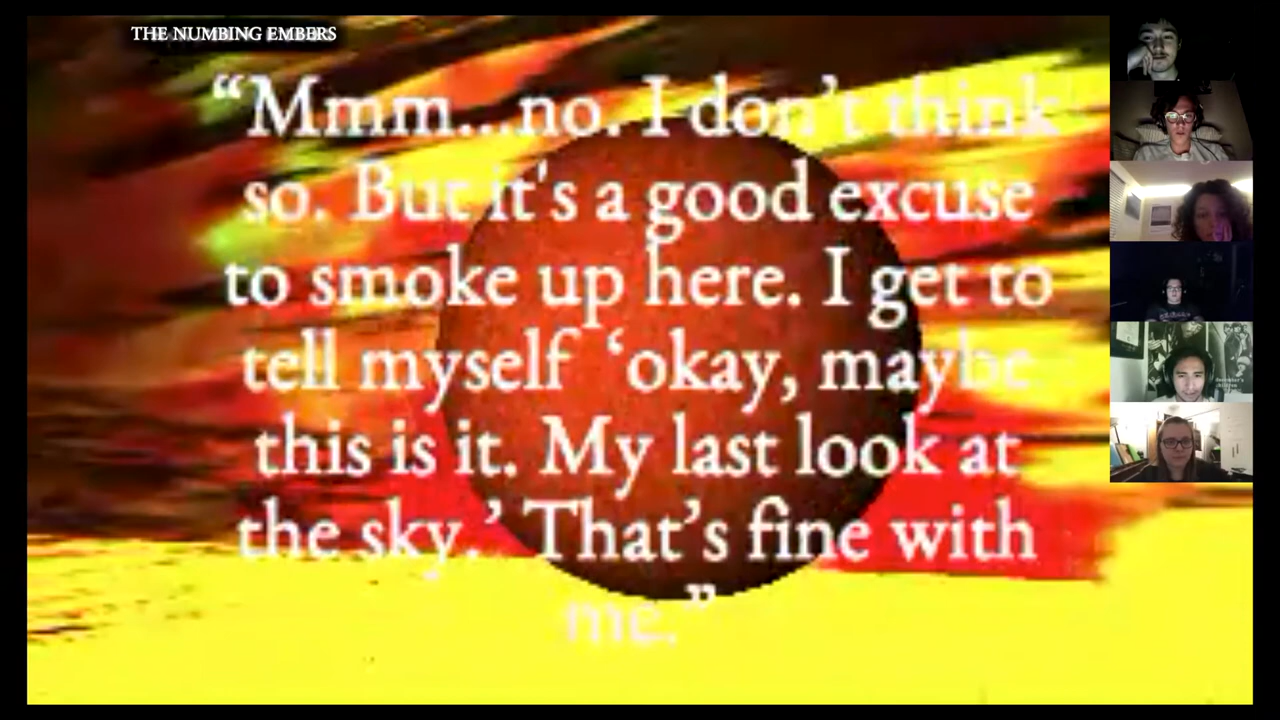 THE NUMBING EMBERS
“Mmm...no. I don’t think
so. But it's a good excuse
to smoke up here. I get to
tell myself ‘okay, maybe
this is it. My last look at
the sky.’ That’s fine with
me.”